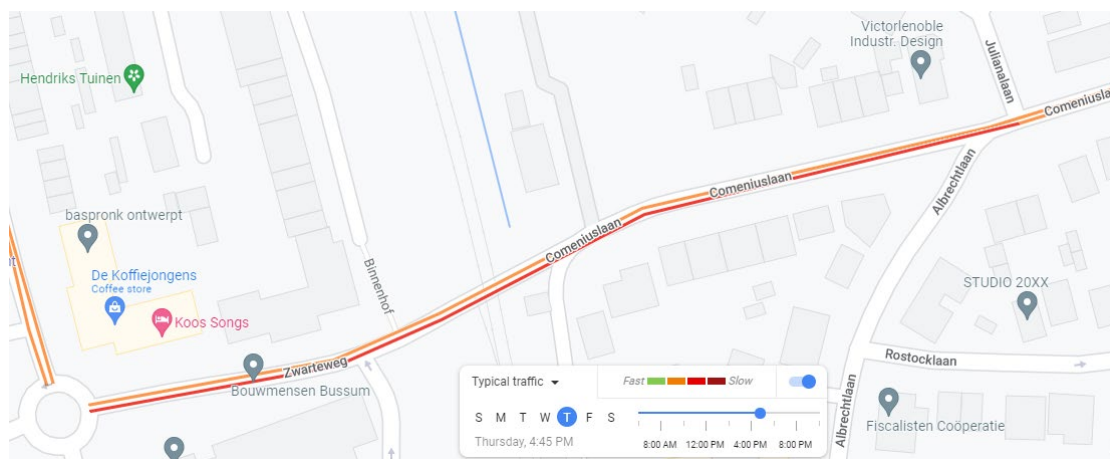 Victorlenoble
Industr. Design
Julianalaan
Comeniusla
Hendriks Tuinen
Albrechtlaan
Comeniuslaan
baspronk ontwerpt
Comeniuslaan
Binnenhof
De Koffiejongens
Coffee store
STUDIO 20XX
Koos Songs
Zwarteweg
Rostocklaan
Bouwmensen Bussum
Albrechtlaan
Fiscalisten Coöperatie
Typical traffic
Fast
Slow
S M T W T F S
Thursday, 4:45 PM
8:00 AM 12:00 PM 4:00 PM 8:00 PM